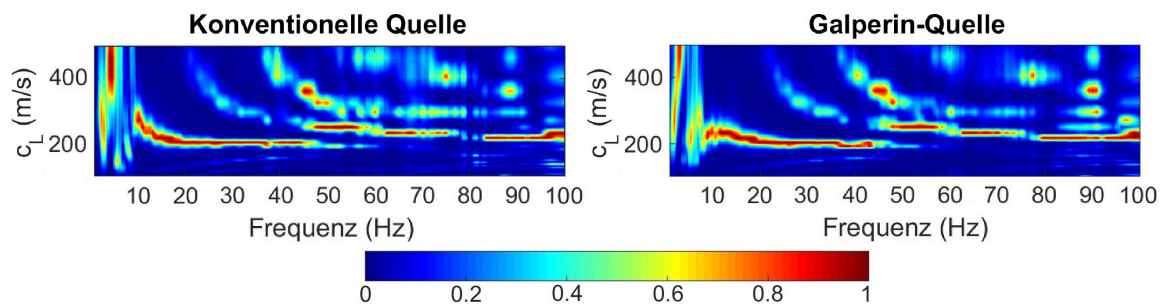 Konventionelle Quelle
Galperin-Quelle
c_L (m/s)
400
200
10 20 30 40 50 60 70 80 90 100
Frequenz (Hz)
c_L (m/s)
400
200
10 20 30 40 50 60 70 80 90 100
Frequenz (Hz)
0 0.2 0.4 0.6 0.8 1